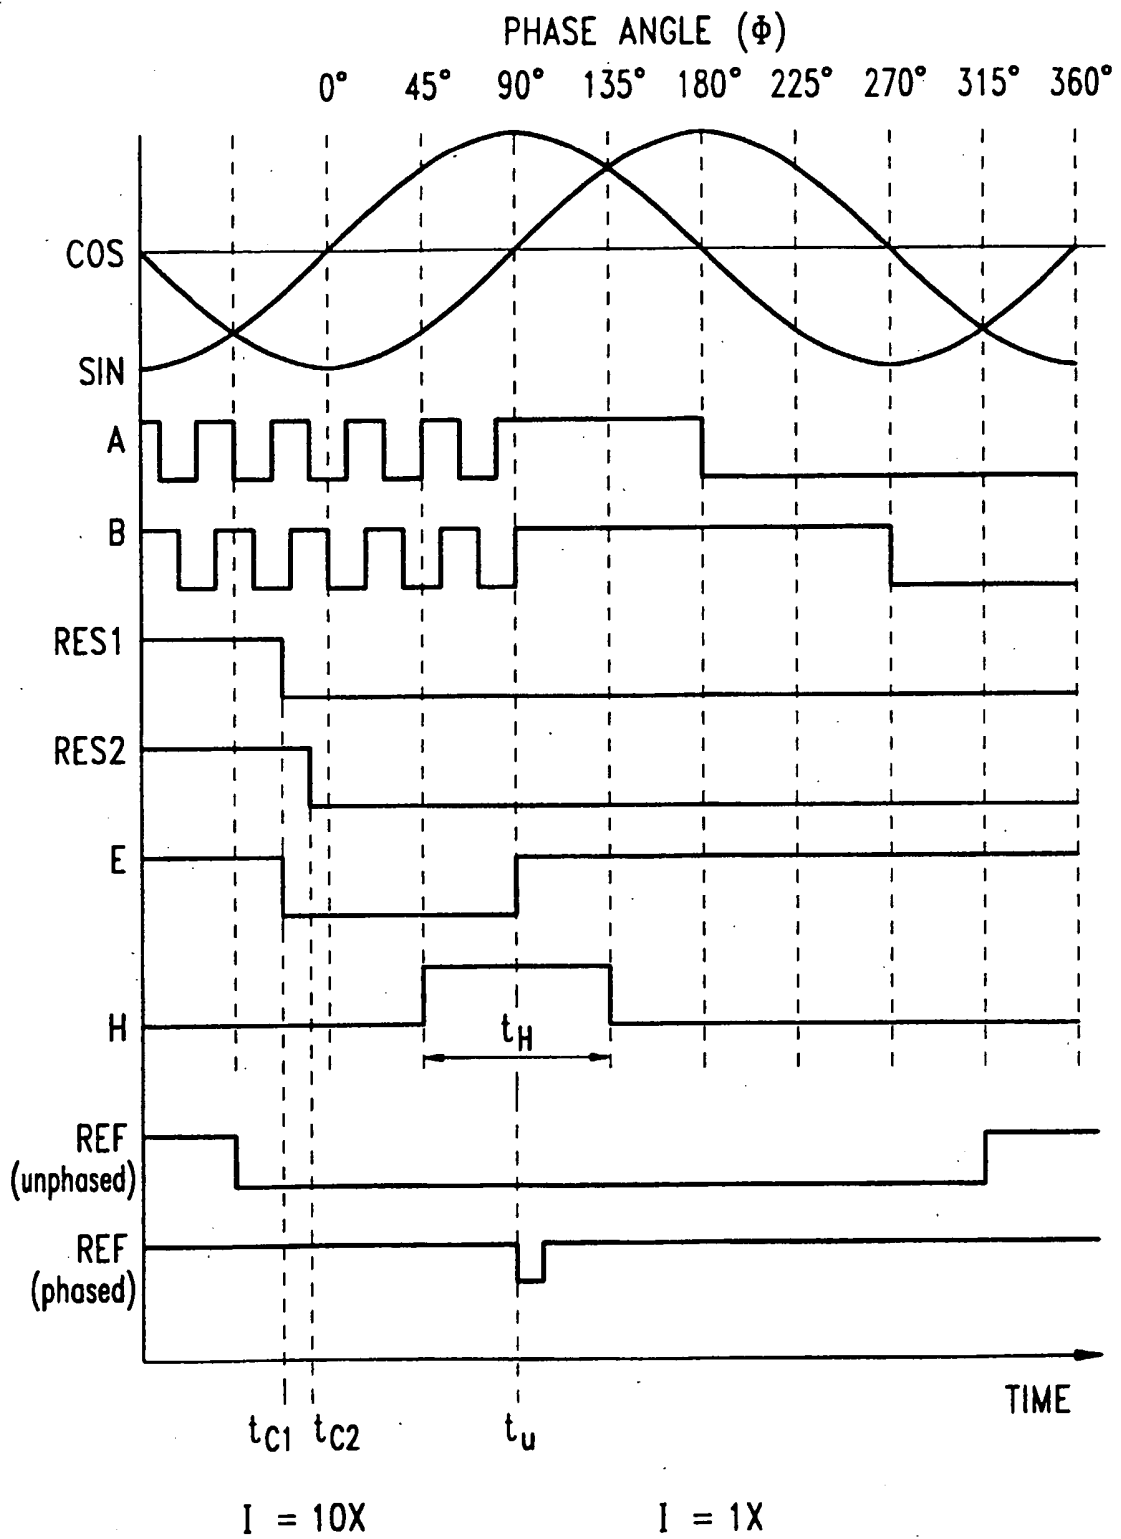 PHASE ANGLE (Φ)
0° 45° 90° 135° 180° 225° 270° 315° 360°
COS
SIN
A
B
RES1
RES2
E
H
tH
REF
(unphased)
REF
(phased)
TIME
tC1 tC2 tu
I = 10X I = 1X